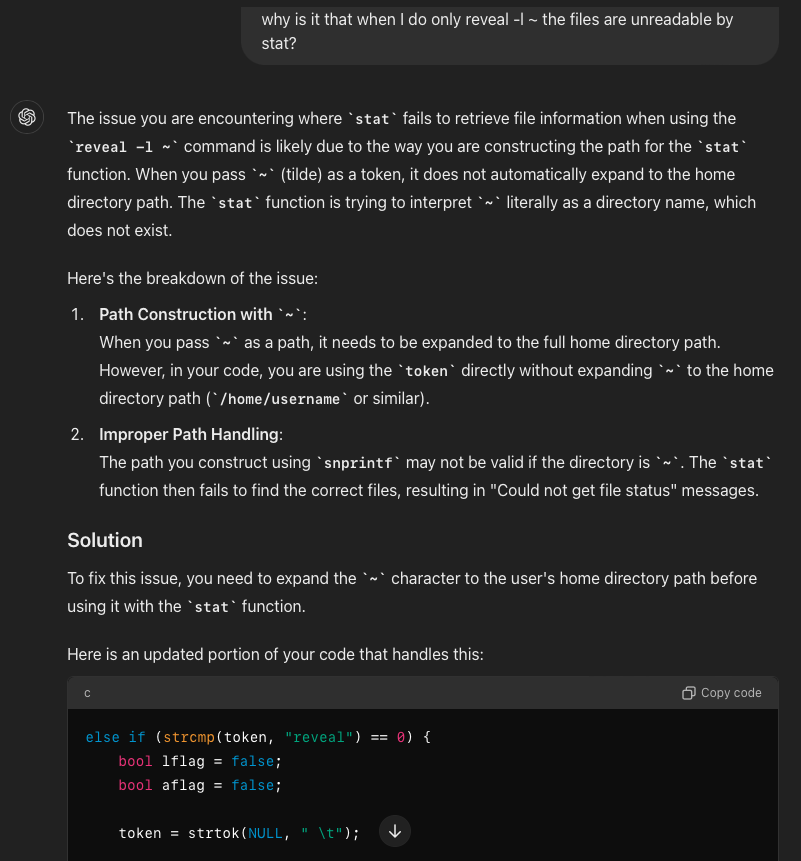 why is it that when I do only reveal -l ~ the files are unreadable by
stat?
The issue you are encountering where `stat` fails to retrieve file information when using the
`reveal -l ~` command is likely due to the way you are constructing the path for the `stat`
function. When you pass `~` (tilde) as a token, it does not automatically expand to the home
directory path. The `stat` function is trying to interpret `~` literally as a directory name, which
does not exist.
Here's the breakdown of the issue:
1. Path Construction with `~`:
When you pass `~` as a path, it needs to be expanded to the full home directory path.
However, in your code, you are using the `token` directly without expanding `~` to the home
directory path (`/home/username` or similar).
2. Improper Path Handling:
The path you construct using `snprintf` may not be valid if the directory is `~`. The `stat`
function then fails to find the correct files, resulting in "Could not get file status" messages.
Solution
To fix this issue, you need to expand the `~` character to the user's home directory path before
using it with the `stat` function.
Here is an updated portion of your code that handles this:
c
Copy code
else if (strcmp(token, "reveal") == 0) {
bool lflag = false;
bool aflag = false;
token = strtok(NULL, " \t");